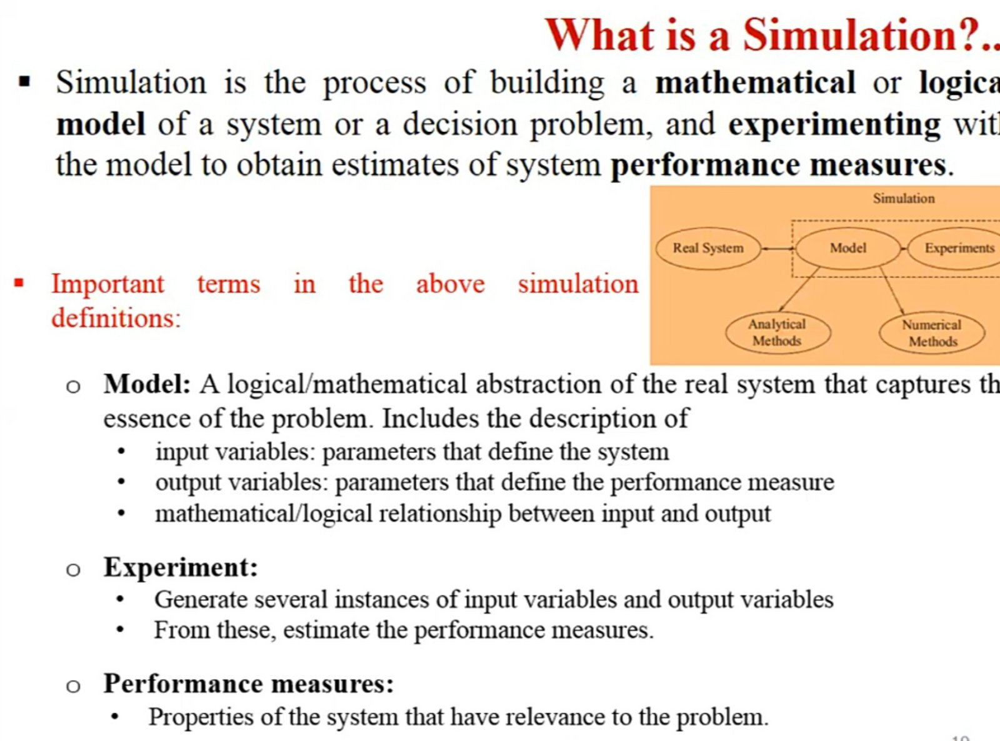 What is a Simulation?..
▪ Simulation is the process of building a mathematical or logica
model of a system or a decision problem, and experimenting wit
the model to obtain estimates of system performance measures.
Simulation
Real System
Model
Experiments
Analytical
Methods
Numerical
Methods
▪ Important terms in the above simulation
definitions:
o Model: A logical/mathematical abstraction of the real system that captures th
essence of the problem. Includes the description of
• input variables: parameters that define the system
• output variables: parameters that define the performance measure
• mathematical/logical relationship between input and output
o Experiment:
• Generate several instances of input variables and output variables
• From these, estimate the performance measures.
o Performance measures:
• Properties of the system that have relevance to the problem.